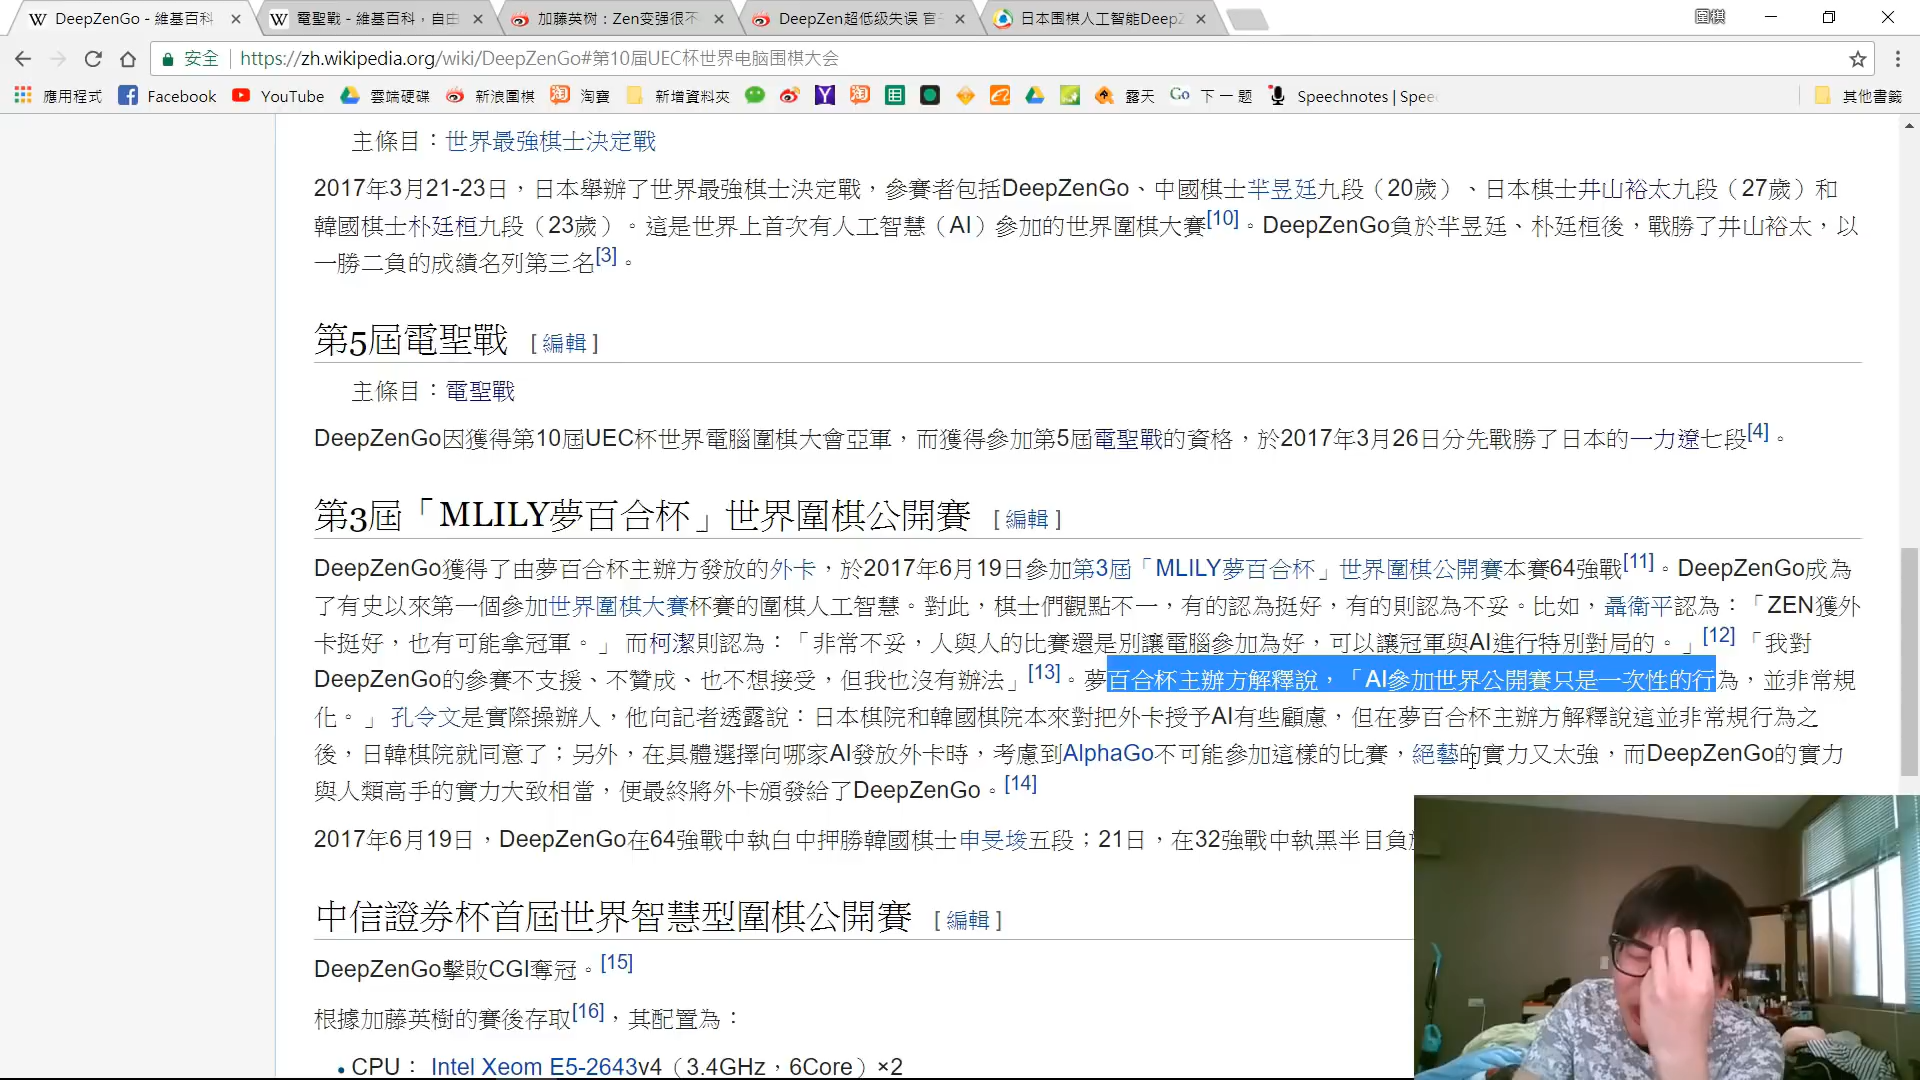 DeepZenGo - 維基百科
電聖戰 - 維基百科，自由
加藤英树：Zen变强很不
DeepZen超低级失误 官
日本围棋人工智能DeepZ
圍棋
安全 https://zh.wikipedia.org/wiki/DeepZenGo#第10届UEC杯世界电脑围棋大会
應用程式 Facebook YouTube 雲端硬碟 新浪圍棋 淘寶 新增資料夾 露天 下一题 Speechnotes | Spee 其他書籤
主條目：世界最強棋士決定戰
2017年3月21-23日，日本舉辦了世界最強棋士決定戰，參賽者包括DeepZenGo、中國棋士羋昱廷九段（20歲）、日本棋士井山裕太九段（27歲）和
韓國棋士朴廷桓九段（23歲）。這是世界上首次有人工智慧（AI）參加的世界圍棋大賽[10]。DeepZenGo負於羋昱廷、朴廷桓後，戰勝了井山裕太，以
一勝二負的成績名列第三名[3]。
第5屆電聖戰 [編輯]
主條目：電聖戰
DeepZenGo因獲得第10屆UEC杯世界電腦圍棋大會亞軍，而獲得參加第5屆電聖戰的資格，於2017年3月26日分先戰勝了日本的一力遼七段[4]。
第3屆「MLILY夢百合杯」世界圍棋公開賽 [編輯]
DeepZenGo獲得了由夢百合杯主辦方發放的外卡，於2017年6月19日參加第3屆「MLILY夢百合杯」世界圍棋公開賽本賽64強戰[11]。DeepZenGo成為
了有史以來第一個參加世界圍棋大賽杯賽的圍棋人工智慧。對此，棋士們觀點不一，有的認為挺好，有的則認為不妥。比如，聶衛平認為：「ZEN獲外
卡挺好，也有可能拿冠軍。」而柯潔則認為：「非常不妥，人與人的比賽還是別讓電腦參加為好，可以讓冠軍與AI進行特別對局的。」[12]「我對
DeepZenGo的參賽不支援、不贊成、也不想接受，但我也沒有辦法」[13]。夢百合杯主辦方解釋說，「AI參加世界公開賽只是一次性的行為，並非常規
化。」孔令文是實際操辦人，他向記者透露說：日本棋院和韓國棋院本來對把外卡授予AI有些顧慮，但在夢百合杯主辦方解釋說這並非常規行為之
後，日韓棋院就同意了；另外，在具體選擇向哪家AI發放外卡時，考慮到AlphaGo不可能參加這樣的比賽，絕藝的實力又太強，而DeepZenGo的實力
與人類高手的實力大致相當，便最終將外卡頒發給了DeepZenGo。[14]
2017年6月19日，DeepZenGo在64強戰中執白中押勝韓國棋士申旻埈五段；21日，在32強戰中執黑半目負
中信證券杯首屆世界智慧型圍棋公開賽 [編輯]
DeepZenGo擊敗CGI奪冠。[15]
根據加藤英樹的賽後存取[16]，其配置為：
• CPU： Intel Xeom E5-2643v4（3.4GHz，6Core）×2